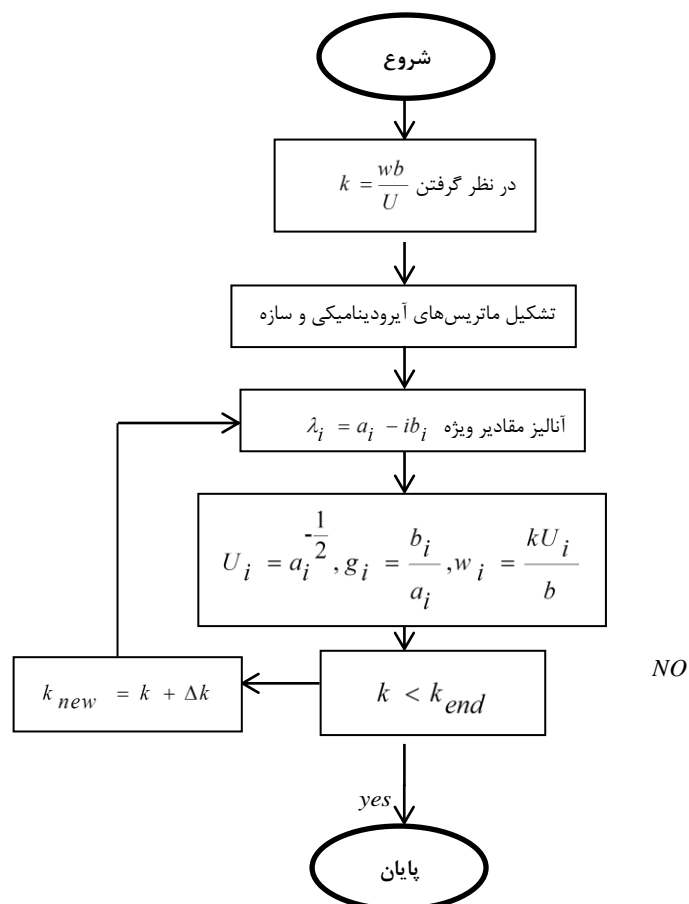 شروع
در نظر گرفتن k = wb/U
تشکیل ماتریس‌های آیرودینامیکی و سازه
آنالیز مقادیر ویژه λ_i = a_i − ib_i
U_i = a_i^{-1/2}, g_i = b_i/a_i, w_i = kU_i/b
NO
k_new = k + Δk
k < k_end
yes
پایان